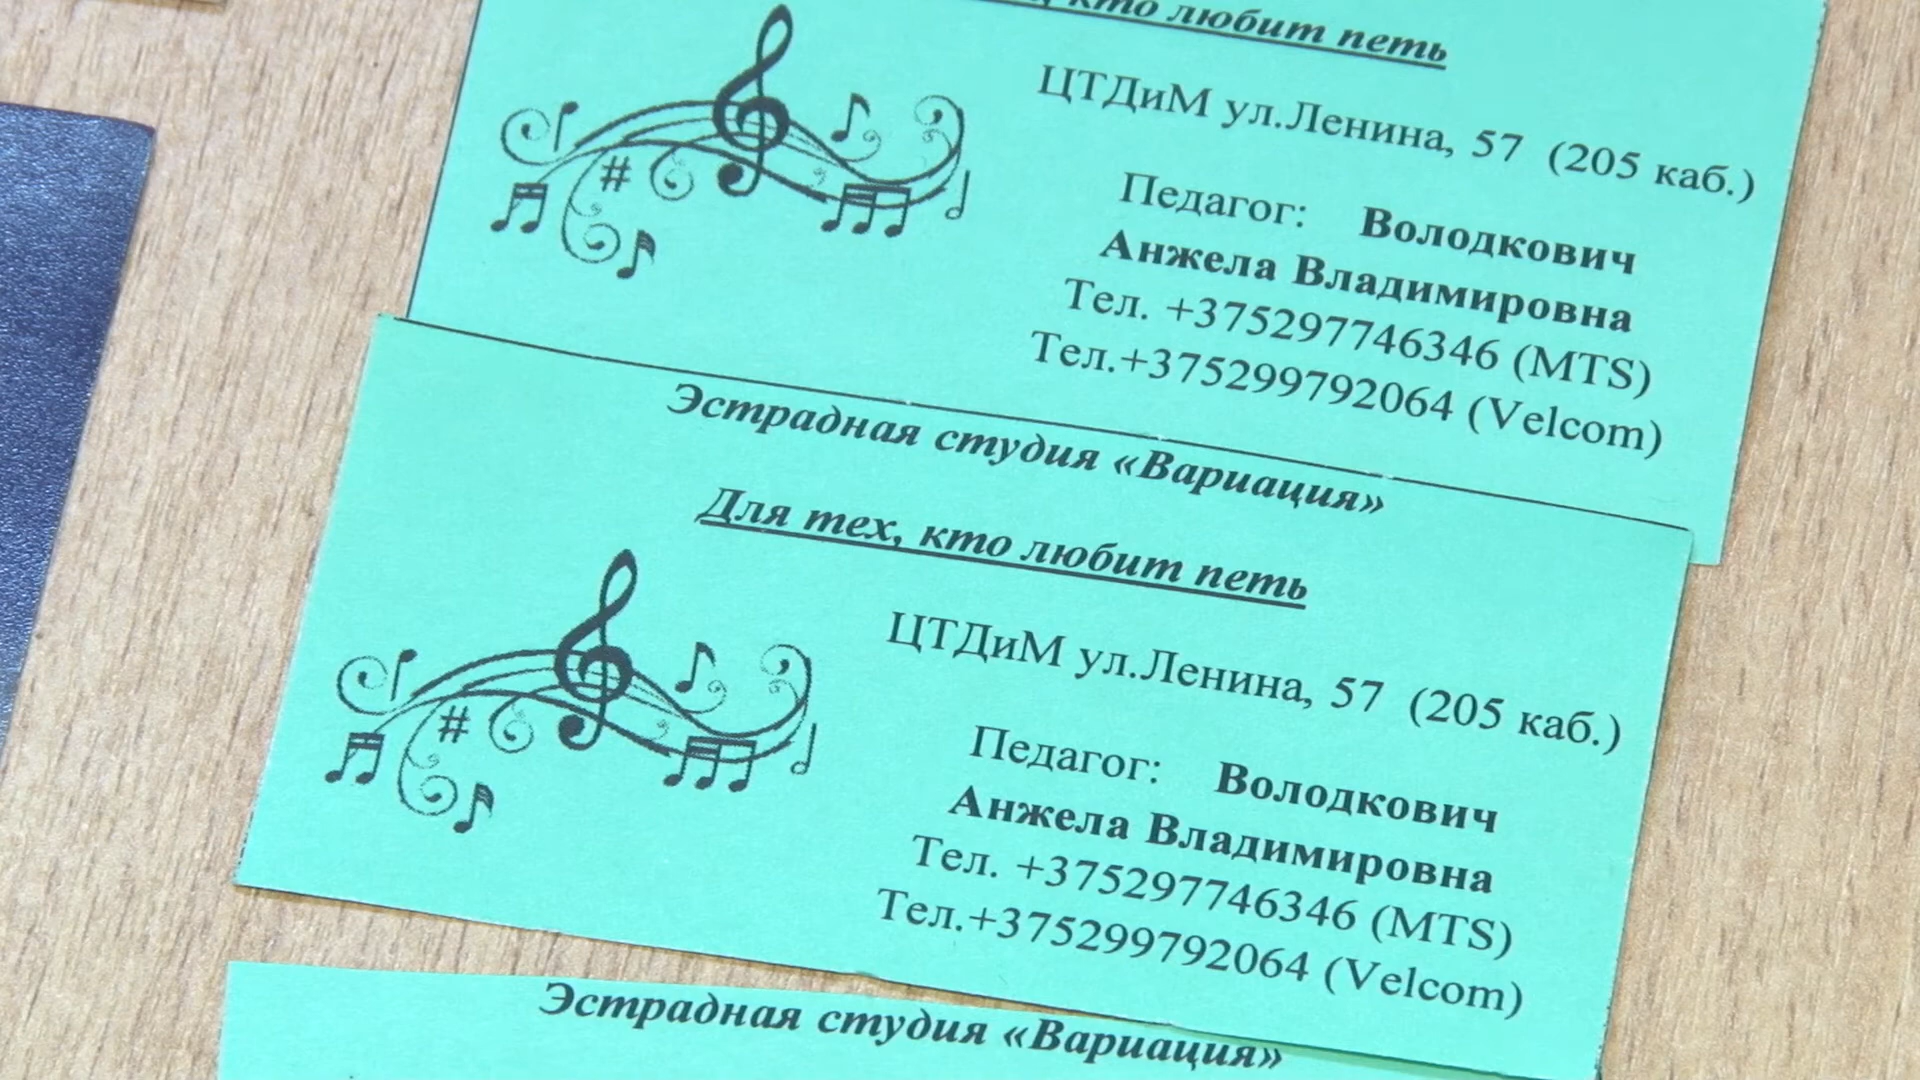 кто любит петь
ЦТДиМ ул.Ленина, 57 (205 каб.)
Педагог: Володкович
Анжела Владимировна
Тел. +375297746346 (МТS)
Тел.+375299792064 (Velcom)
Эстрадная студия «Вариация»
Для тех, кто любит петь
ЦТДиМ ул.Ленина, 57 (205 каб.)
Педагог: Володкович
Анжела Владимировна
Тел. +375297746346 (МТS)
Тел.+375299792064 (Velcom)
Эстрадная студия «Вариация»